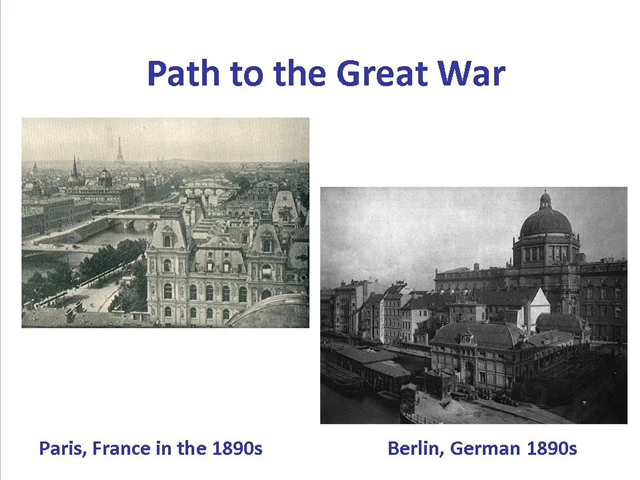 Path to the Great War
Paris, France in the 1890s
Berlin, German 1890s